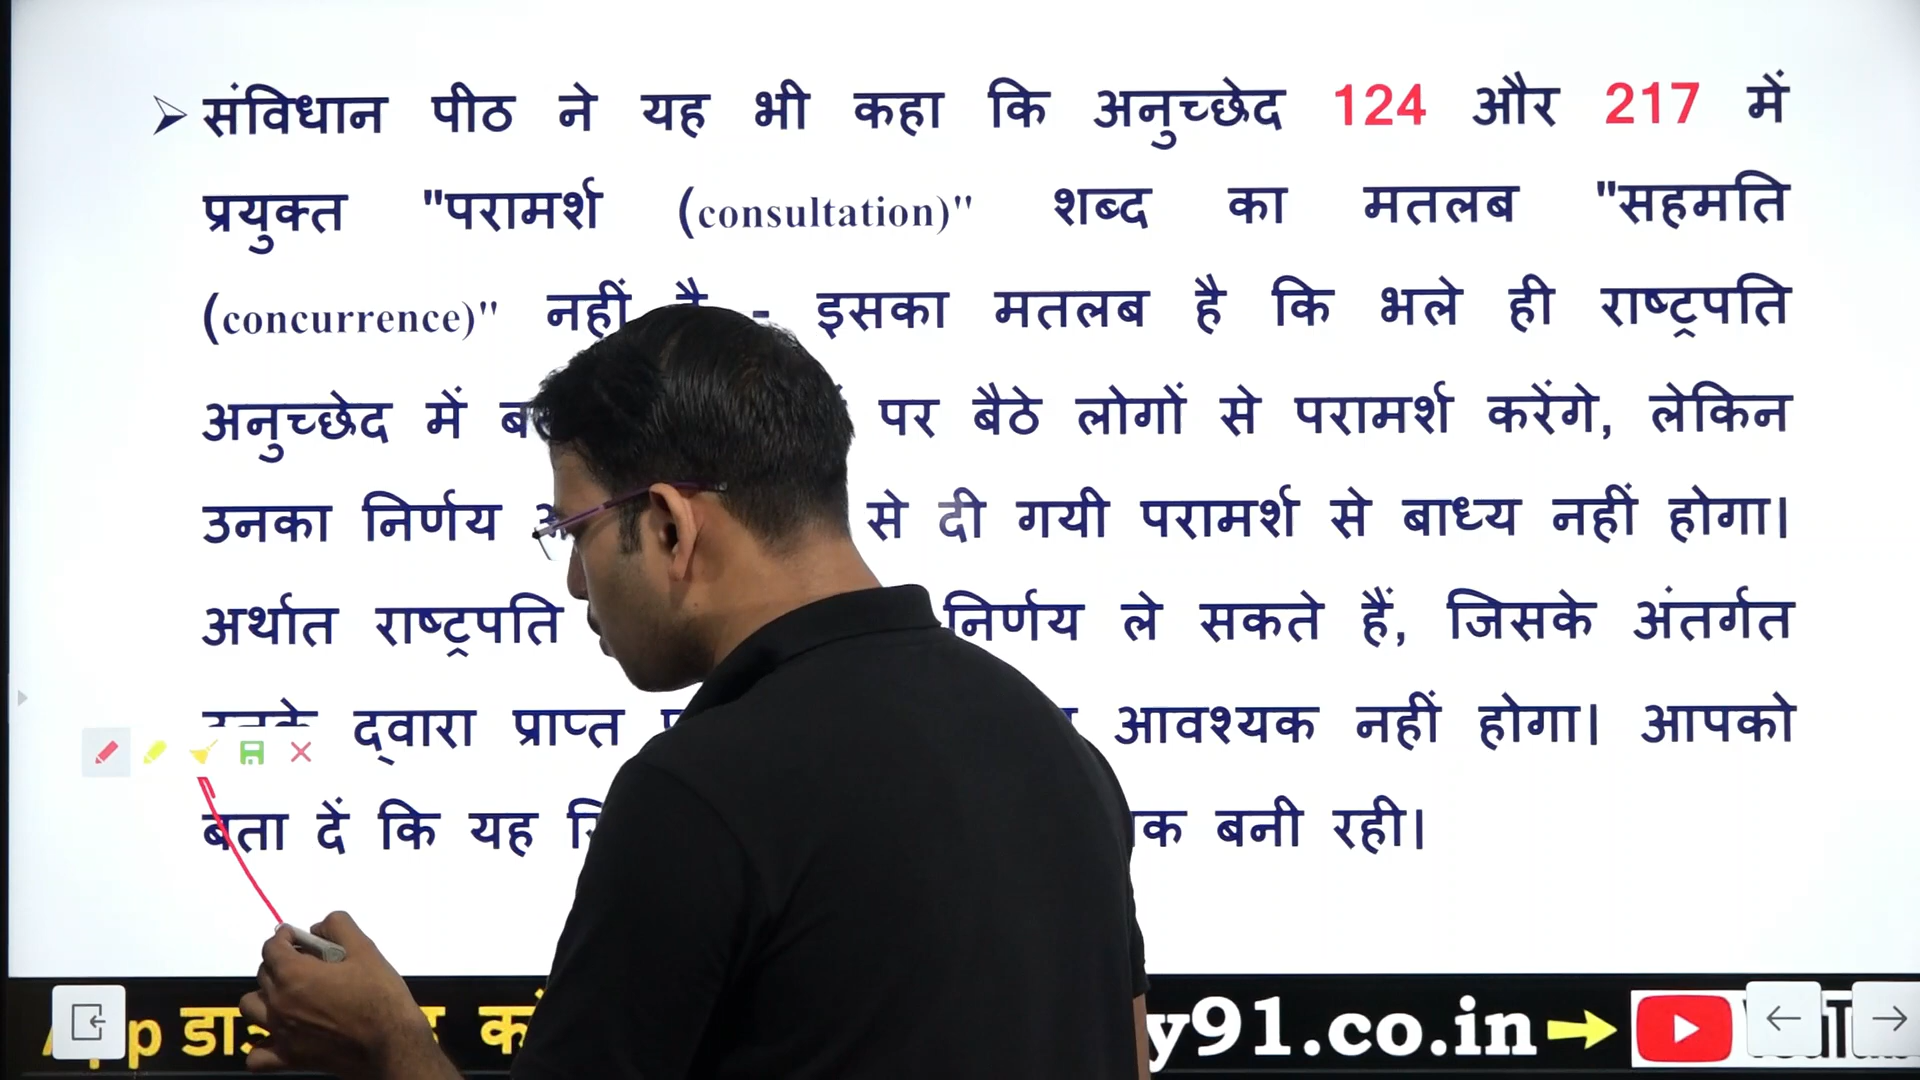 संविधान पीठ ने यह भी कहा कि अनुच्छेद 124 और 217 में
प्रयुक्त "परामर्श (consultation)" शब्द का मतलब "सहमति
(concurrence)" नहीं है - इसका मतलब है कि भले ही राष्ट्रपति
अनुच्छेद में पर बैठे लोगों से परामर्श करेंगे, लेकिन
उनका निर्णय से दी गयी परामर्श से बाध्य नहीं होगा।
अर्थात राष्ट्रपति निर्णय ले सकते हैं, जिसके अंतर्गत
द्वारा प्राप्त आवश्यक नहीं होगा। आपको
बता दें कि यह बनी रही।
y91.co.in